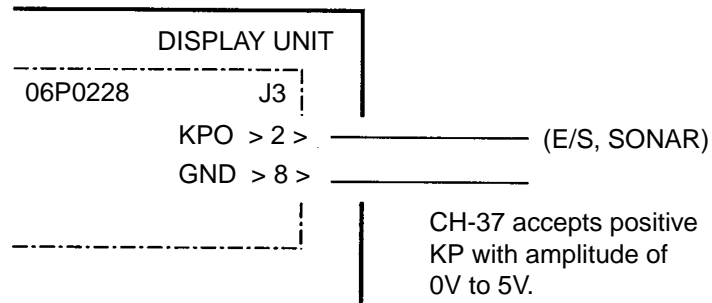 DISPLAY UNIT
06P0228 J3
KPO > 2 > (E/S, SONAR)
GND > 8 >
CH-37 accepts positive
KP with amplitude of
0V to 5V.